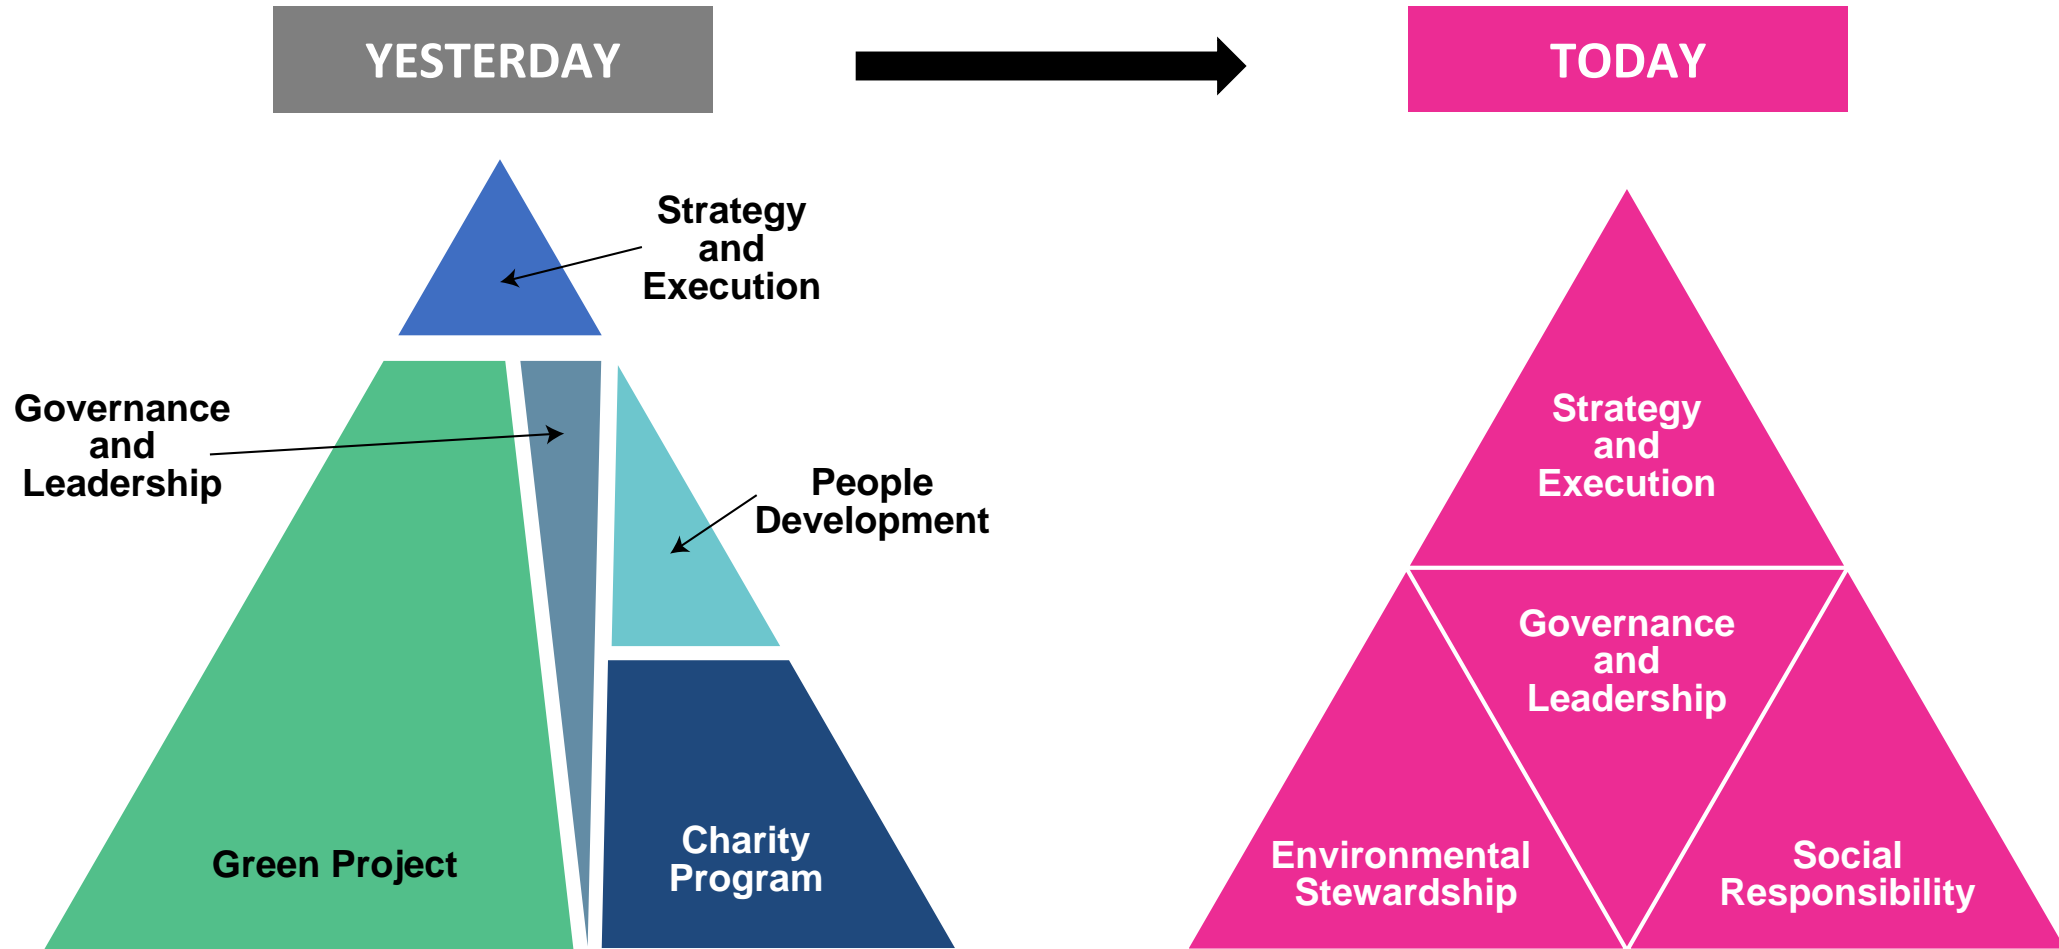 YESTERDAY
TODAY
Strategy
and
Execution
Governance
and
Leadership
People
Development
Green Project
Charity
Program
Strategy
and
Execution
Governance
and
Leadership
Environmental
Stewardship
Social
Responsibility